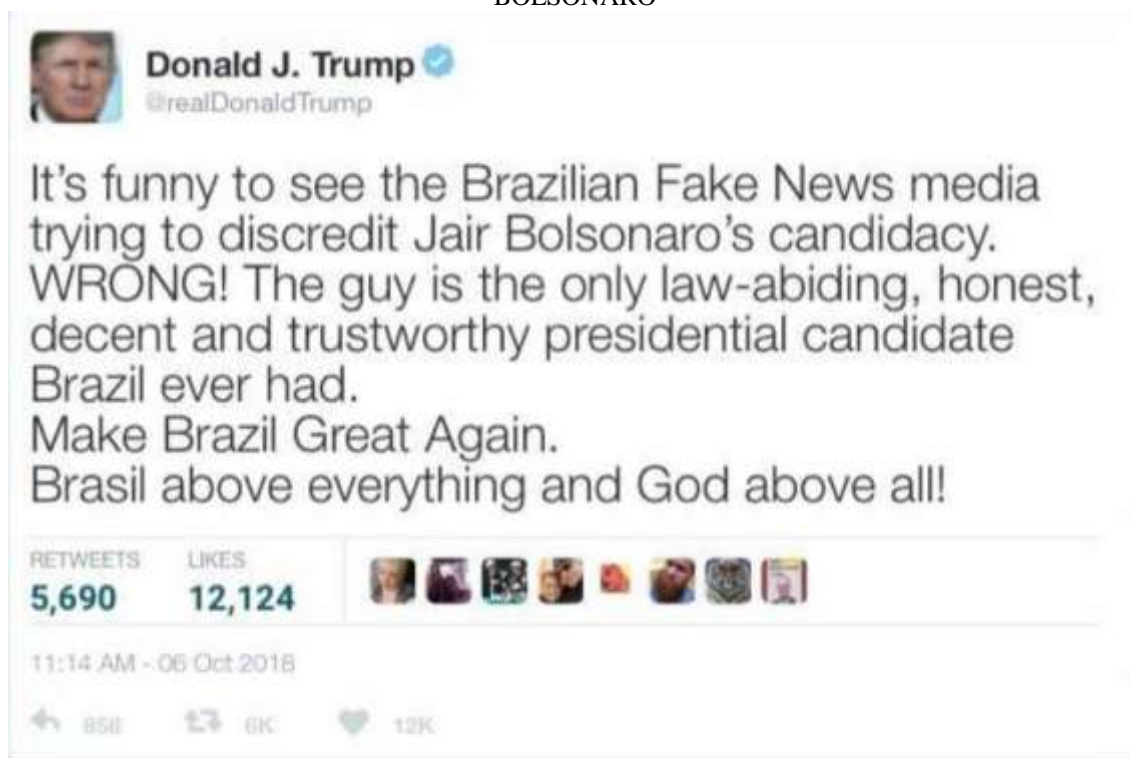 BOLSONARO
Donald J. Trump
@realDonaldTrump
It's funny to see the Brazilian Fake News media
trying to discredit Jair Bolsonaro's candidacy.
WRONG! The guy is the only law-abiding, honest,
decent and trustworthy presidential candidate
Brazil ever had.
Make Brazil Great Again.
Brasil above everything and God above all!
RETWEETS LIKES
5,690 12,124
11:14 AM - 06 Oct 2018
6K 12K